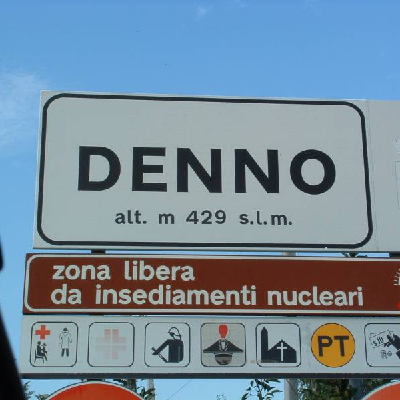 DENNO
alt. m 429 s.l.m.
zona libera
da insediamenti nucleari
PT